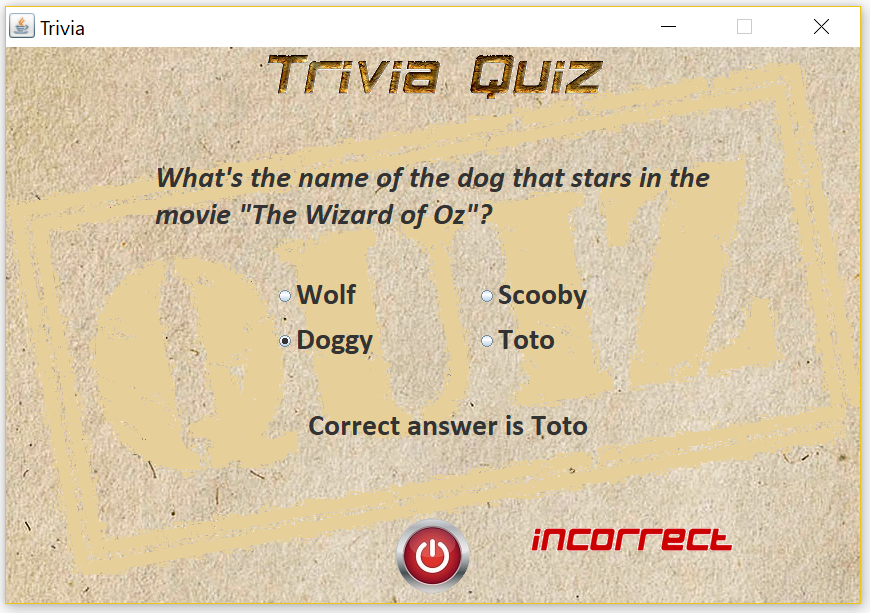 Trivia
Trivia Quiz
QUIZ
What's the name of the dog that stars in the
movie "The Wizard of Oz"?
Wolf
Scooby
Doggy
Toto
Correct answer is Toto
incorrect